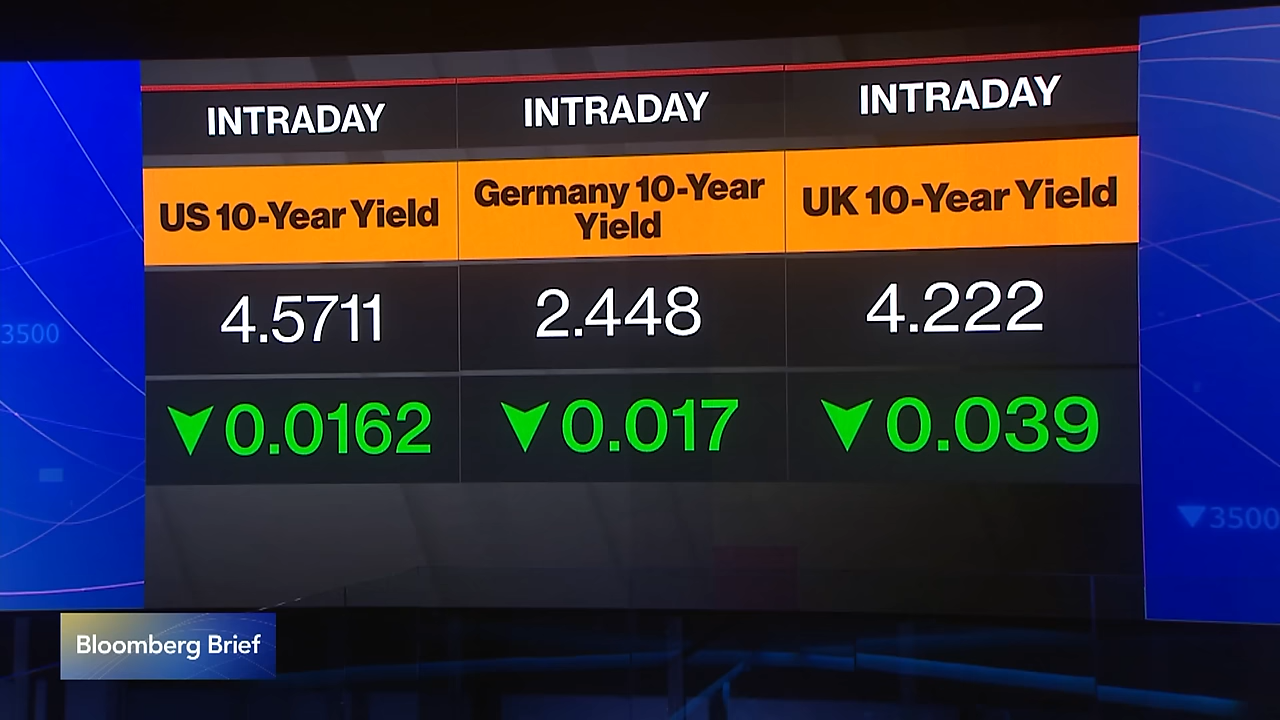 INTRADAY
INTRADAY
INTRADAY
US 10-Year Yield
Germany 10-Year
Yield
UK 10-Year Yield
4.5711
2.448
4.222
▼0.0162
▼0.017
▼0.039
3500
▼3500
Bloomberg Brief